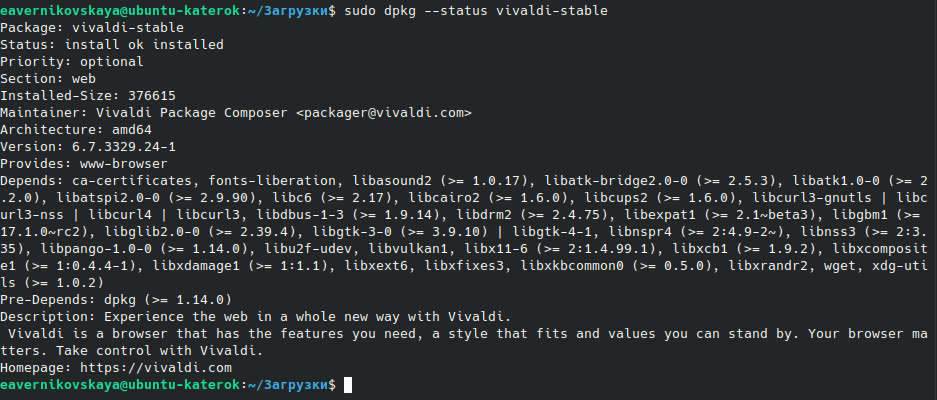 eavernikovskaya@ubuntu-katerok:~/Загрузки$ sudo dpkg --status vivaldi-stable
Package: vivaldi-stable
Status: install ok installed
Priority: optional
Section: web
Installed-Size: 376615
Maintainer: Vivaldi Package Composer <packager@vivaldi.com>
Architecture: amd64
Version: 6.7.3329.24-1
Provides: www-browser
Depends: ca-certificates, fonts-liberation, libasound2 (>= 1.0.17), libatk-bridge2.0-0 (>= 2.5.3), libatk1.0-0 (>= 2
.2.0), libatspi2.0-0 (>= 2.9.90), libc6 (>= 2.17), libcairo2 (>= 1.6.0), libcups2 (>= 1.6.0), libcurl3-gnutls | libc
url3-nss | libcurl4 | libcurl3, libdbus-1-3 (>= 1.9.14), libdrm2 (>= 2.4.75), libexpat1 (>= 2.1~beta3), libgbm1 (>=
17.1.0~rc2), libglib2.0-0 (>= 2.39.4), libgtk-3-0 (>= 3.9.10) | libgtk-4-1, libnspr4 (>= 2:4.9-2~), libnss3 (>= 2:3.
35), libpango-1.0-0 (>= 1.14.0), libu2f-udev, libvulkan1, libx11-6 (>= 2:1.4.99.1), libxcb1 (>= 1.9.2), libxcomposit
e1 (>= 1:0.4.4-1), libxdamage1 (>= 1:1.1), libxext6, libxfixes3, libxkbcommon0 (>= 0.5.0), libxrandr2, wget, xdg-uti
ls (>= 1.0.2)
Pre-Depends: dpkg (>= 1.14.0)
Description: Experience the web in a whole new way with Vivaldi.
 Vivaldi is a browser that has the features you need, a style that fits and values you can stand by. Your browser ma
tters. Take control with Vivaldi.
Homepage: https://vivaldi.com
eavernikovskaya@ubuntu-katerok:~/Загрузки$